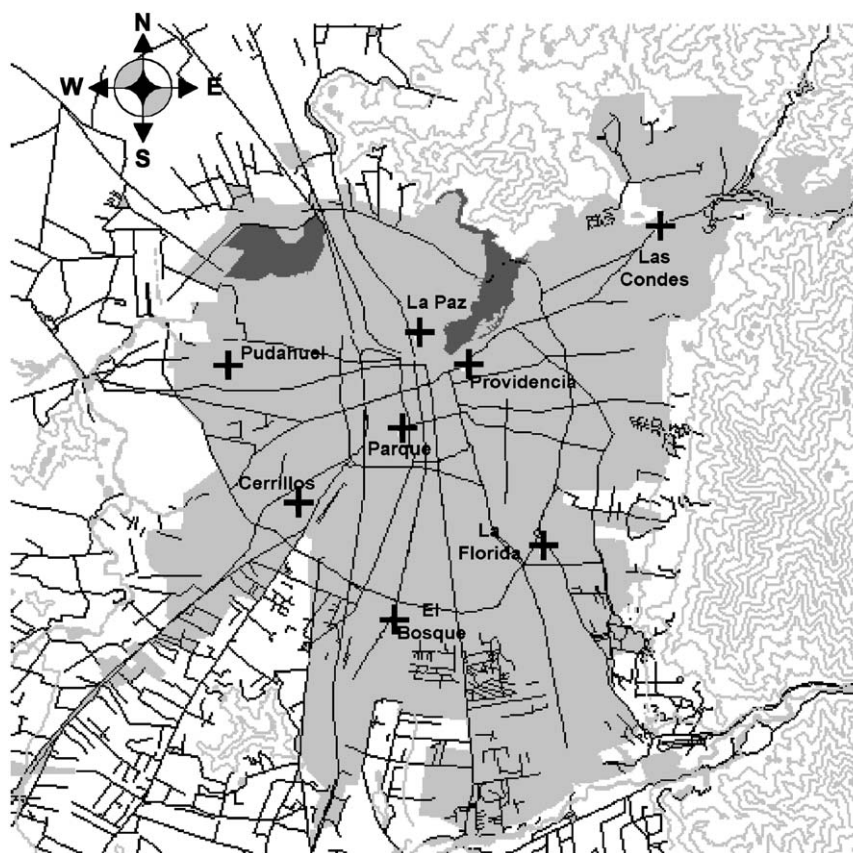 N
W E
S
Las
Condes
La Paz
Pudahuel
Providencia
Parque
Cerrillos
La
Florida
El
Bosque